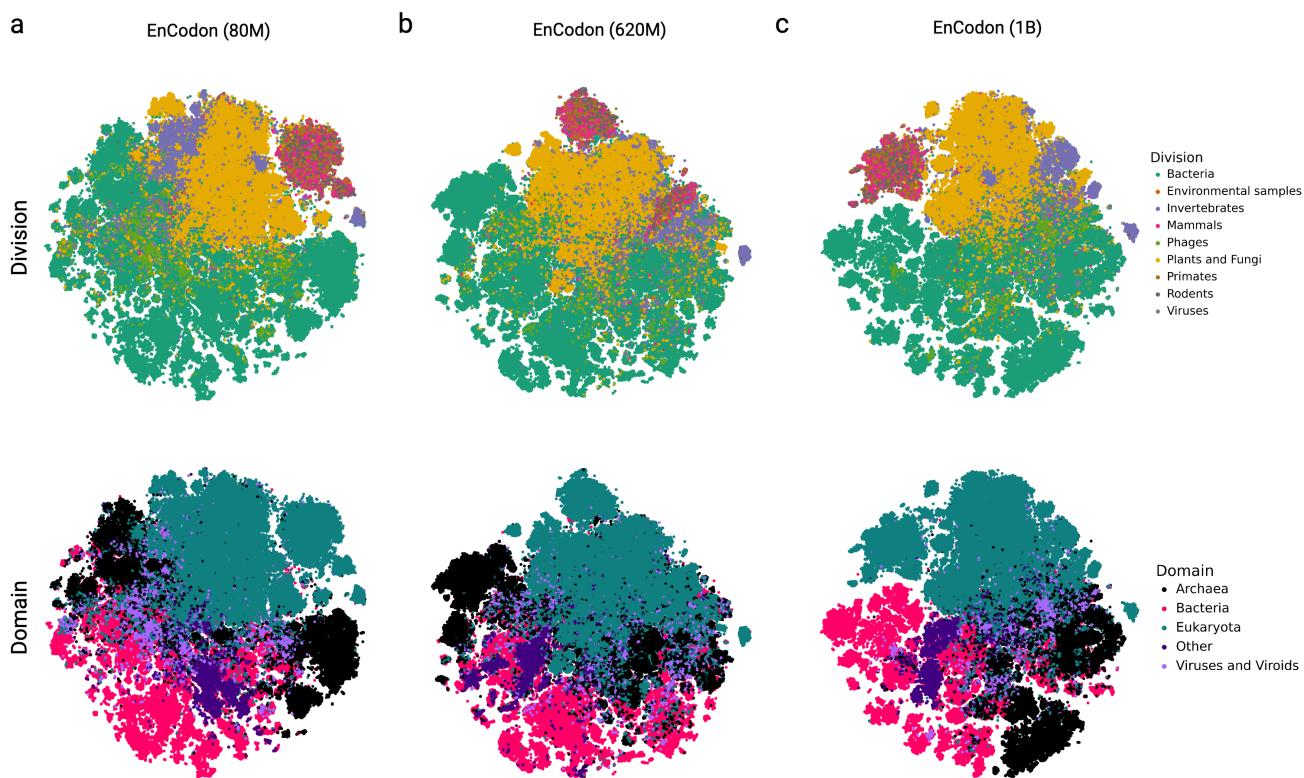 a
EnCodon (80M)
b
EnCodon (620M)
c
EnCodon (1B)
Division
Division
Bacteria
Environmental samples
Invertebrates
Mammals
Phages
Plants and Fungi
Primates
Rodents
Viruses
Domain
Domain
Archaea
Bacteria
Eukaryota
Other
Viruses and Viroids